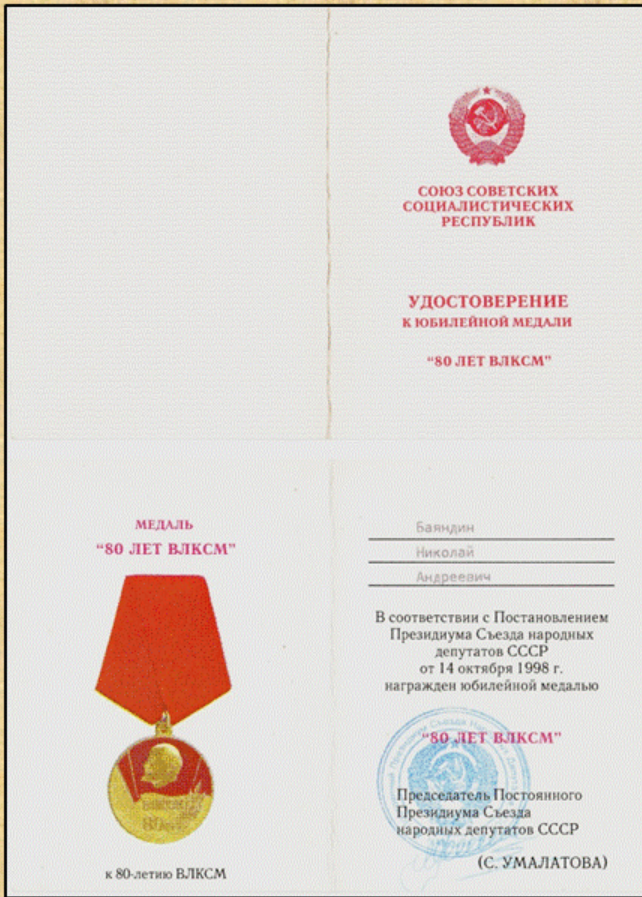 СОЮЗ СОВЕТСКИХ
СОЦИАЛИСТИЧЕСКИХ
РЕСПУБЛИК
УДОСТОВЕРЕНИЕ
К ЮБИЛЕЙНОЙ МЕДАЛИ
"80 ЛЕТ ВЛКСМ"
МЕДАЛЬ
"80 ЛЕТ ВЛКСМ"
к 80-летию ВЛКСМ
Баяндин
Николай
Андреевич
В соответствии с Постановлением
Президиума Съезда народных
депутатов СССР
от 14 октября 1998 г.
награжден юбилейной медалью
"80 ЛЕТ ВЛКСМ"
Председатель Постоянного
Президиума Съезда
народных депутатов СССР
(С. УМАЛАТОВА)